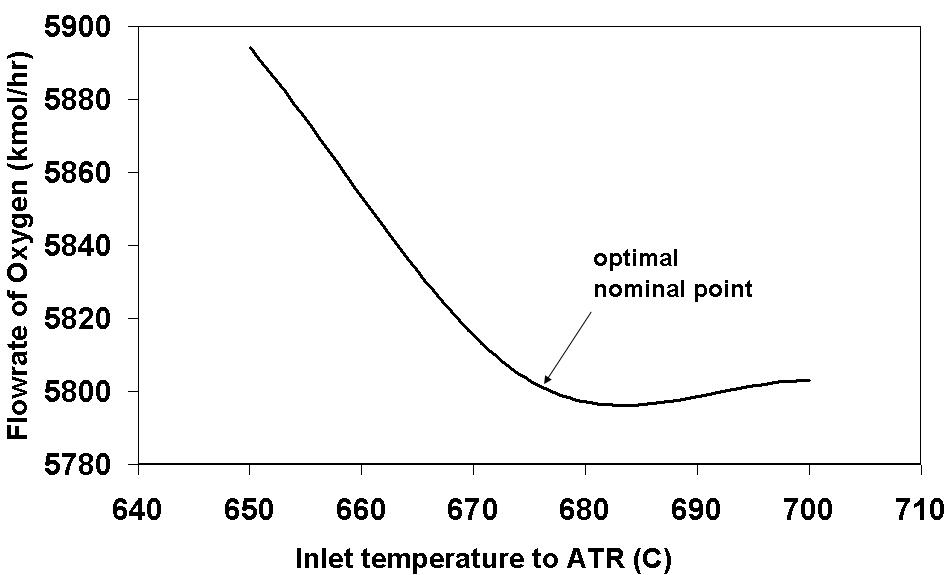 5900
5880
5860
5840
5820
5800
5780
Flowrate of Oxygen (kmol/hr)
optimal
nominal point
640 650 660 670 680 690 700 710
Inlet temperature to ATR (C)